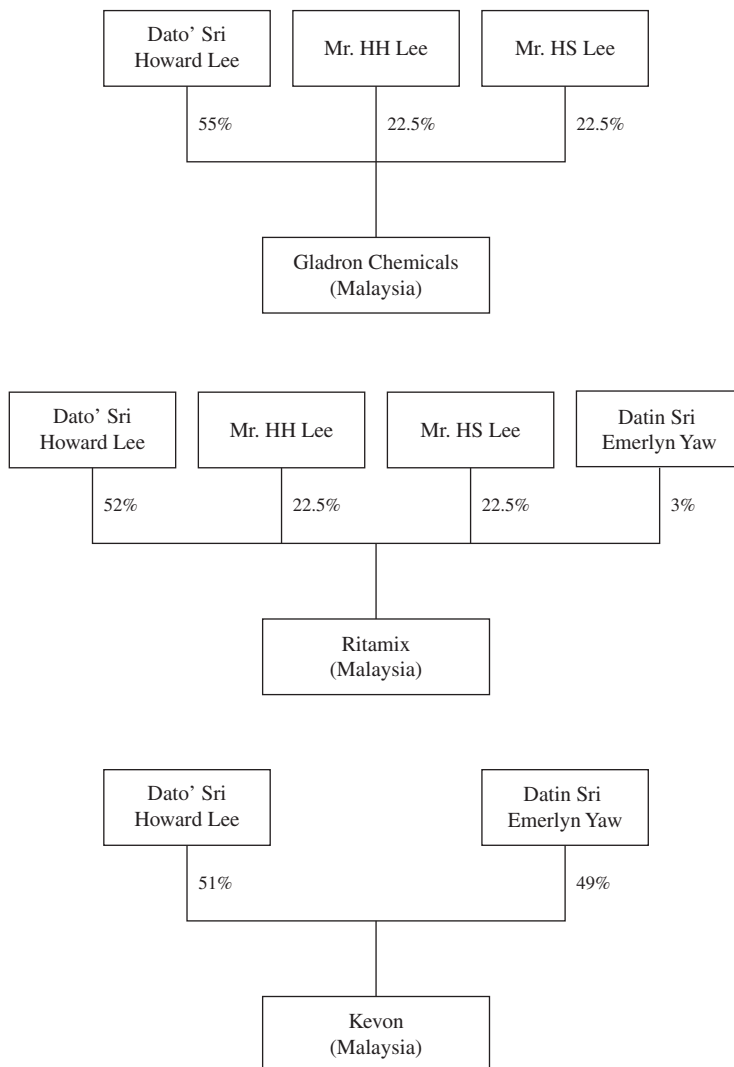 Dato’ Sri
Howard Lee
Mr. HH Lee
Mr. HS Lee
55%
22.5%
22.5%
Gladron Chemicals
(Malaysia)
Dato’ Sri
Howard Lee
Mr. HH Lee
Mr. HS Lee
Datin Sri
Emerlyn Yaw
52%
22.5%
22.5%
3%
Ritamix
(Malaysia)
Dato’ Sri
Howard Lee
Datin Sri
Emerlyn Yaw
51%
49%
Kevon
(Malaysia)